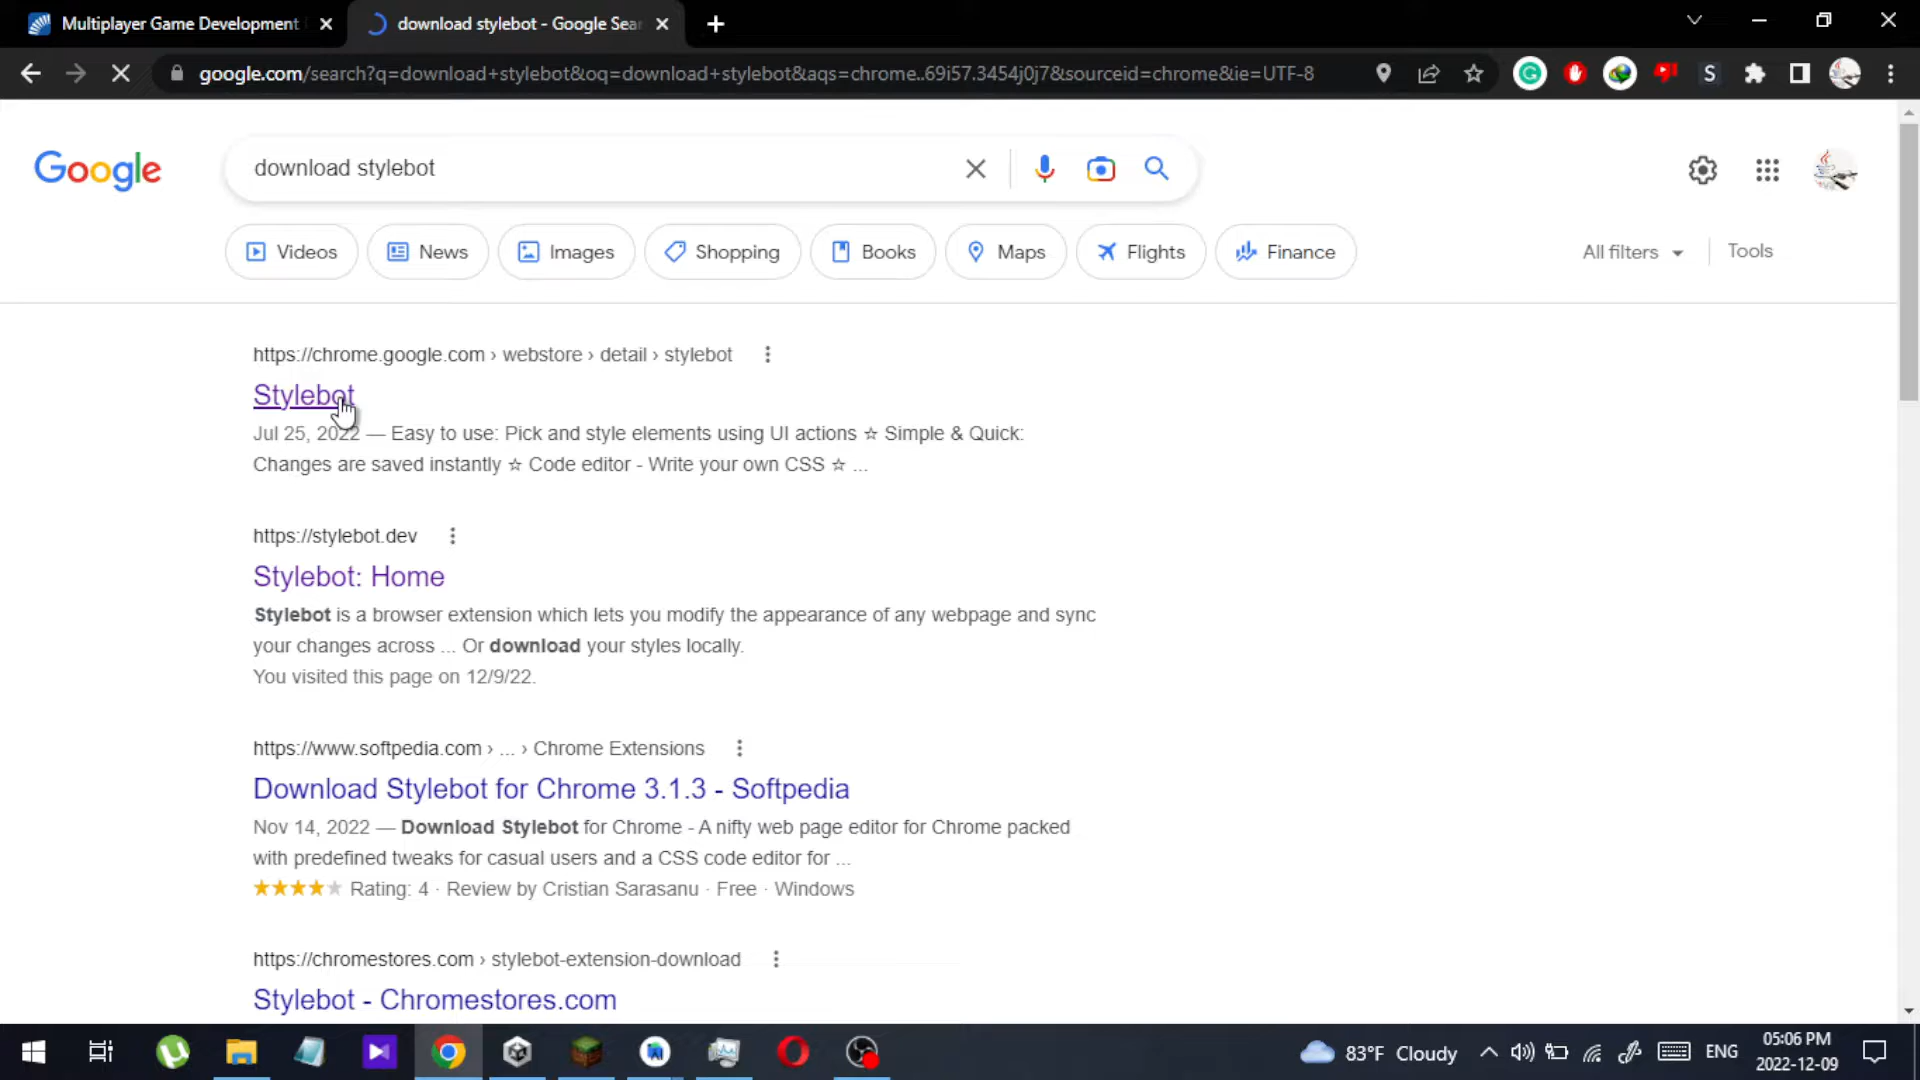 Multiplayer Game Development
download stylebot - Google Sea
google.com/search?q=download+stylebot&oq=download+stylebot&aqs=chrome..69i57.3454j0j7&sourceid=chrome&ie=UTF-8
Google
download stylebot
Videos
News
Images
Shopping
Books
Maps
Flights
Finance
All filters
Tools
https://chrome.google.com › webstore › detail › stylebot
Stylebot
Jul 25, 2022 — Easy to use: Pick and style elements using UI actions ☆ Simple & Quick:
Changes are saved instantly ☆ Code editor - Write your own CSS ☆ ...
https://stylebot.dev
Stylebot: Home
Stylebot is a browser extension which lets you modify the appearance of any webpage and sync
your changes across ... Or download your styles locally.
You visited this page on 12/9/22.
https://www.softpedia.com › ... › Chrome Extensions
Download Stylebot for Chrome 3.1.3 - Softpedia
Nov 14, 2022 — Download Stylebot for Chrome - A nifty web page editor for Chrome packed
with predefined tweaks for casual users and a CSS code editor for ...
Rating: 4 · Review by Cristian Sarasanu · Free · Windows
https://chromestores.com › stylebot-extension-download
Stylebot - Chromestores.com
83°F Cloudy
ENG
05:06 PM
2022-12-09